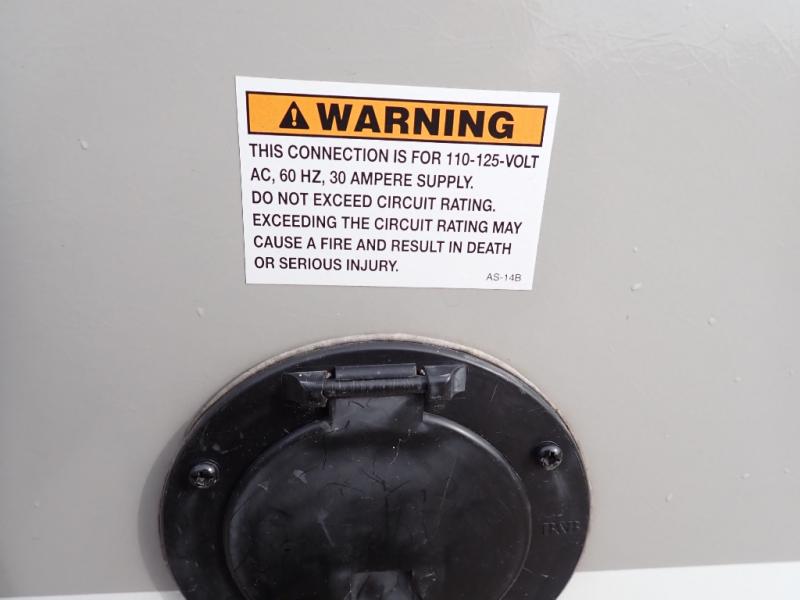 WARNING
THIS CONNECTION IS FOR 110-125-VOLT
AC, 60 HZ, 30 AMPERE SUPPLY.
DO NOT EXCEED CIRCUIT RATING.
EXCEEDING THE CIRCUIT RATING MAY
CAUSE A FIRE AND RESULT IN DEATH
OR SERIOUS INJURY.
AS-14B